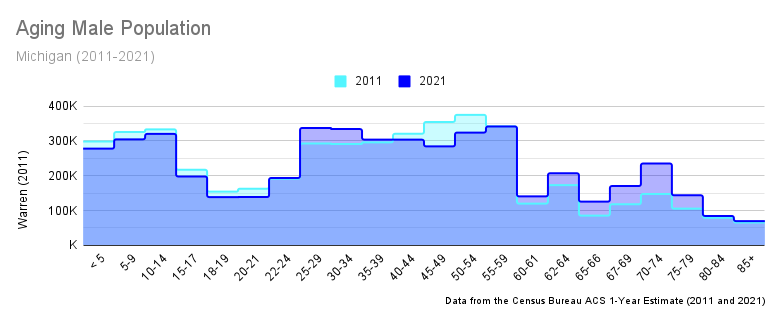 Aging Male Population
Michigan (2011-2021)
2011 2021
Warren (2011)
400K
300K
200K
100K
K
< 5 5-9 10-14 15-17 18-19 20-21 22-24 25-29 30-34 35-39 40-44 45-49 50-54 55-59 60-61 62-64 65-66 67-69 70-74 75-79 80-84 85+
Data from the Census Bureau ACS 1-Year Estimate (2011 and 2021)